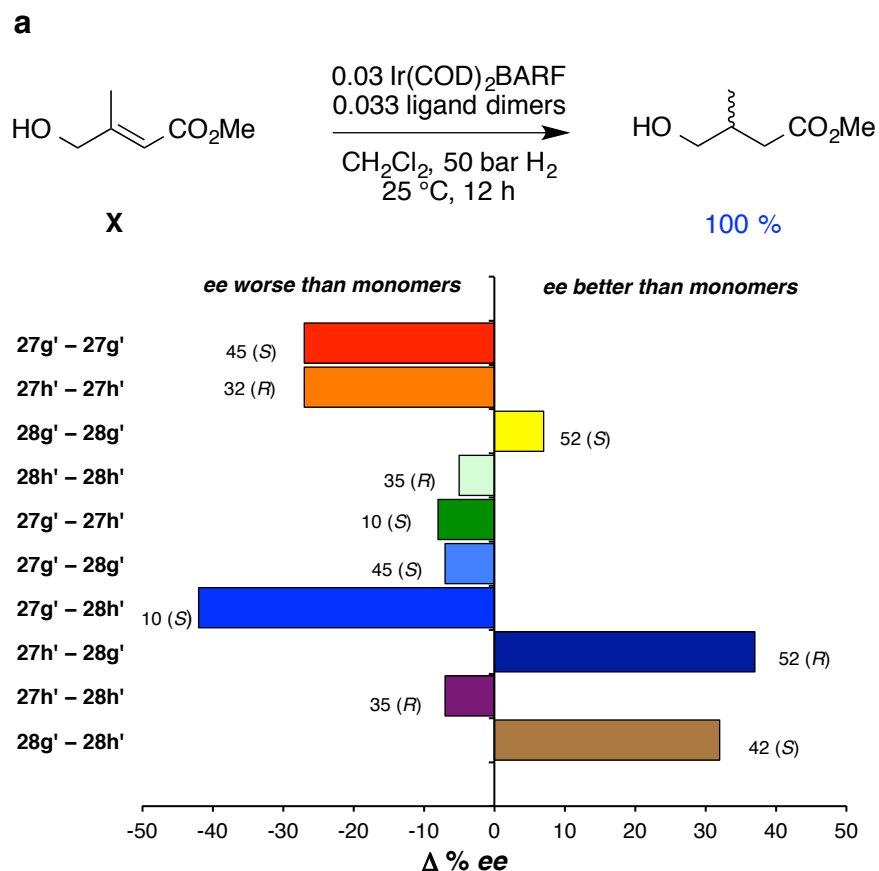 a
HO
CO2Me
X
0.03 Ir(COD)2BARF
0.033 ligand dimers
CH2Cl2, 50 bar H2
25 °C, 12 h
HO
CO2Me
100 %
ee worse than monomers
ee better than monomers
27g' – 27g'
45 (S)
27h' – 27h'
32 (R)
28g' – 28g'
52 (S)
28h' – 28h'
35 (R)
27g' – 27h'
10 (S)
27g' – 28g'
45 (S)
27g' – 28h'
10 (S)
27h' – 28g'
52 (R)
27h' – 28h'
35 (R)
28g' – 28h'
42 (S)
-50 -40 -30 -20 -10 0 10 20 30 40 50
Δ % ee